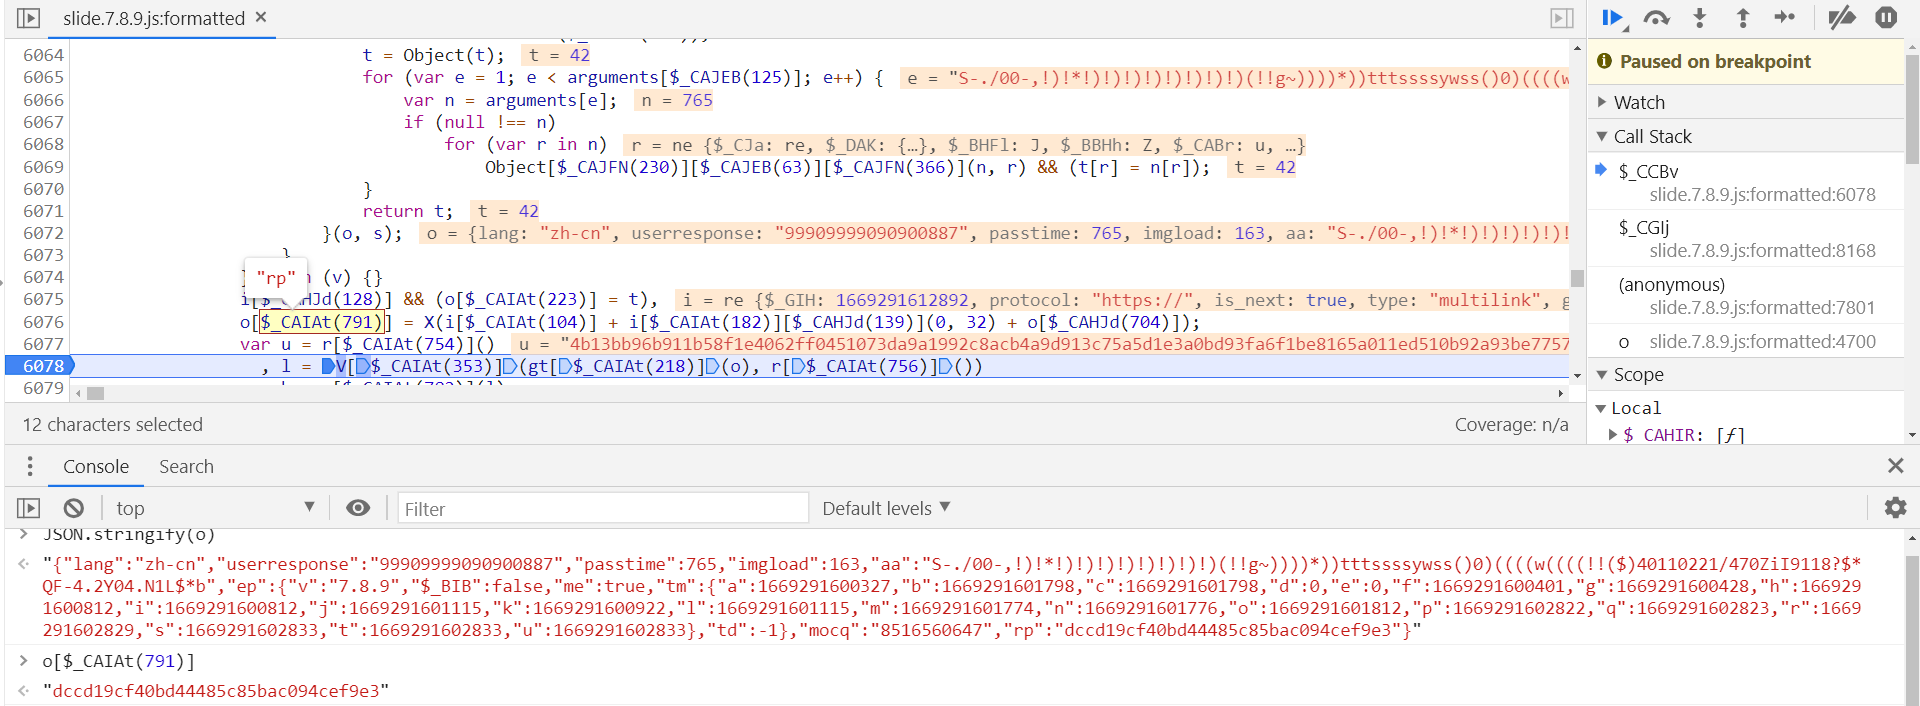 slide.7.8.9.js:formatted ×
6064 t = Object(t); t = 42
6065 for (var e = 1; e < arguments[$_CAJEB(125)]; e++) { e = "S-./00-,!)!*!)!)!)!)!)!)!)!)!)(!!g~))))*))tttssssywss()0)((((w
6066 var n = arguments[e]; n = 765
6067 if (null !== n)
6068 for (var r in n) r = ne {$_CJa: re, $_DAK: {…}, $_BHFl: J, $_BBHh: Z, $_CABr: u, …}
6069 Object[$_CAJFN(230)][$_CAJEB(63)][$_CAJFN(366)](n, r) && (t[r] = n[r]); t = 42
6070 }
6071 return t; t = 42
6072 }(o, s); o = {lang: "zh-cn", userresponse: "99909999090900887", passtime: 765, imgload: 163, aa: "S-./00-,!)!*!)!)!)!)!)!
6073 }
6074 (v) {}
"rp"
6075 i[$_CAHJd(128)] && (o[$_CAIAt(223)] = t), i = re {$_GIH: 1669291612892, protocol: "https://", is_next: true, type: "multilink", g
6076 o[$_CAIAt(791)] = X(i[$_CAIAt(104)] + i[$_CAIAt(182)][$_CAHJd(139)](0, 32) + o[$_CAHJd(704)]);
6077 var u = r[$_CAIAt(754)]() u = "4b13bb96b911b58f1e4062ff0451073da9a1992c8acb4a9d913c75a5d1e3a0bd93fa6f1be8165a011ed510b92a93be7757
6078 , l = V[$_CAIAt(353)](gt[$_CAIAt(218)](o), r[$_CAIAt(756)]())
6079
12 characters selected
Coverage: n/a
Paused on breakpoint
Watch
Call Stack
$_CCBv
slide.7.8.9.js:formatted:6078
$_CGIj
slide.7.8.9.js:formatted:8168
(anonymous)
slide.7.8.9.js:formatted:7801
o slide.7.8.9.js:formatted:4700
Scope
Local
$_CAHIR: [ƒ]
Console Search
top Filter Default levels
JSON.stringify(o)
"{"lang":"zh-cn","userresponse":"99909999090900887","passtime":765,"imgload":163,"aa":"S-./00-,!)!*!)!)!)!)!)!)!)!)!)(!!g~))))*))tttssssywss()0)((((w((((!!($)40110221/470ZiI9118?$*
QF-4.2Y04.N1L$*b","ep":{"v":"7.8.9","$_BIB":false,"me":true,"tm":{"a":1669291600327,"b":1669291601798,"c":1669291601798,"d":0,"e":0,"f":1669291600401,"g":1669291600428,"h":166929
1600812,"i":1669291600812,"j":1669291601115,"k":1669291600922,"l":1669291601115,"m":1669291601774,"n":1669291601776,"o":1669291601812,"p":1669291602822,"q":1669291602823,"r":1669
291602829,"s":1669291602833,"t":1669291602833,"u":1669291602833},"td":-1},"mocq":"8516560647","rp":"dccd19cf40bd44485c85bac094cef9e3"}"
o[$_CAIAt(791)]
"dccd19cf40bd44485c85bac094cef9e3"